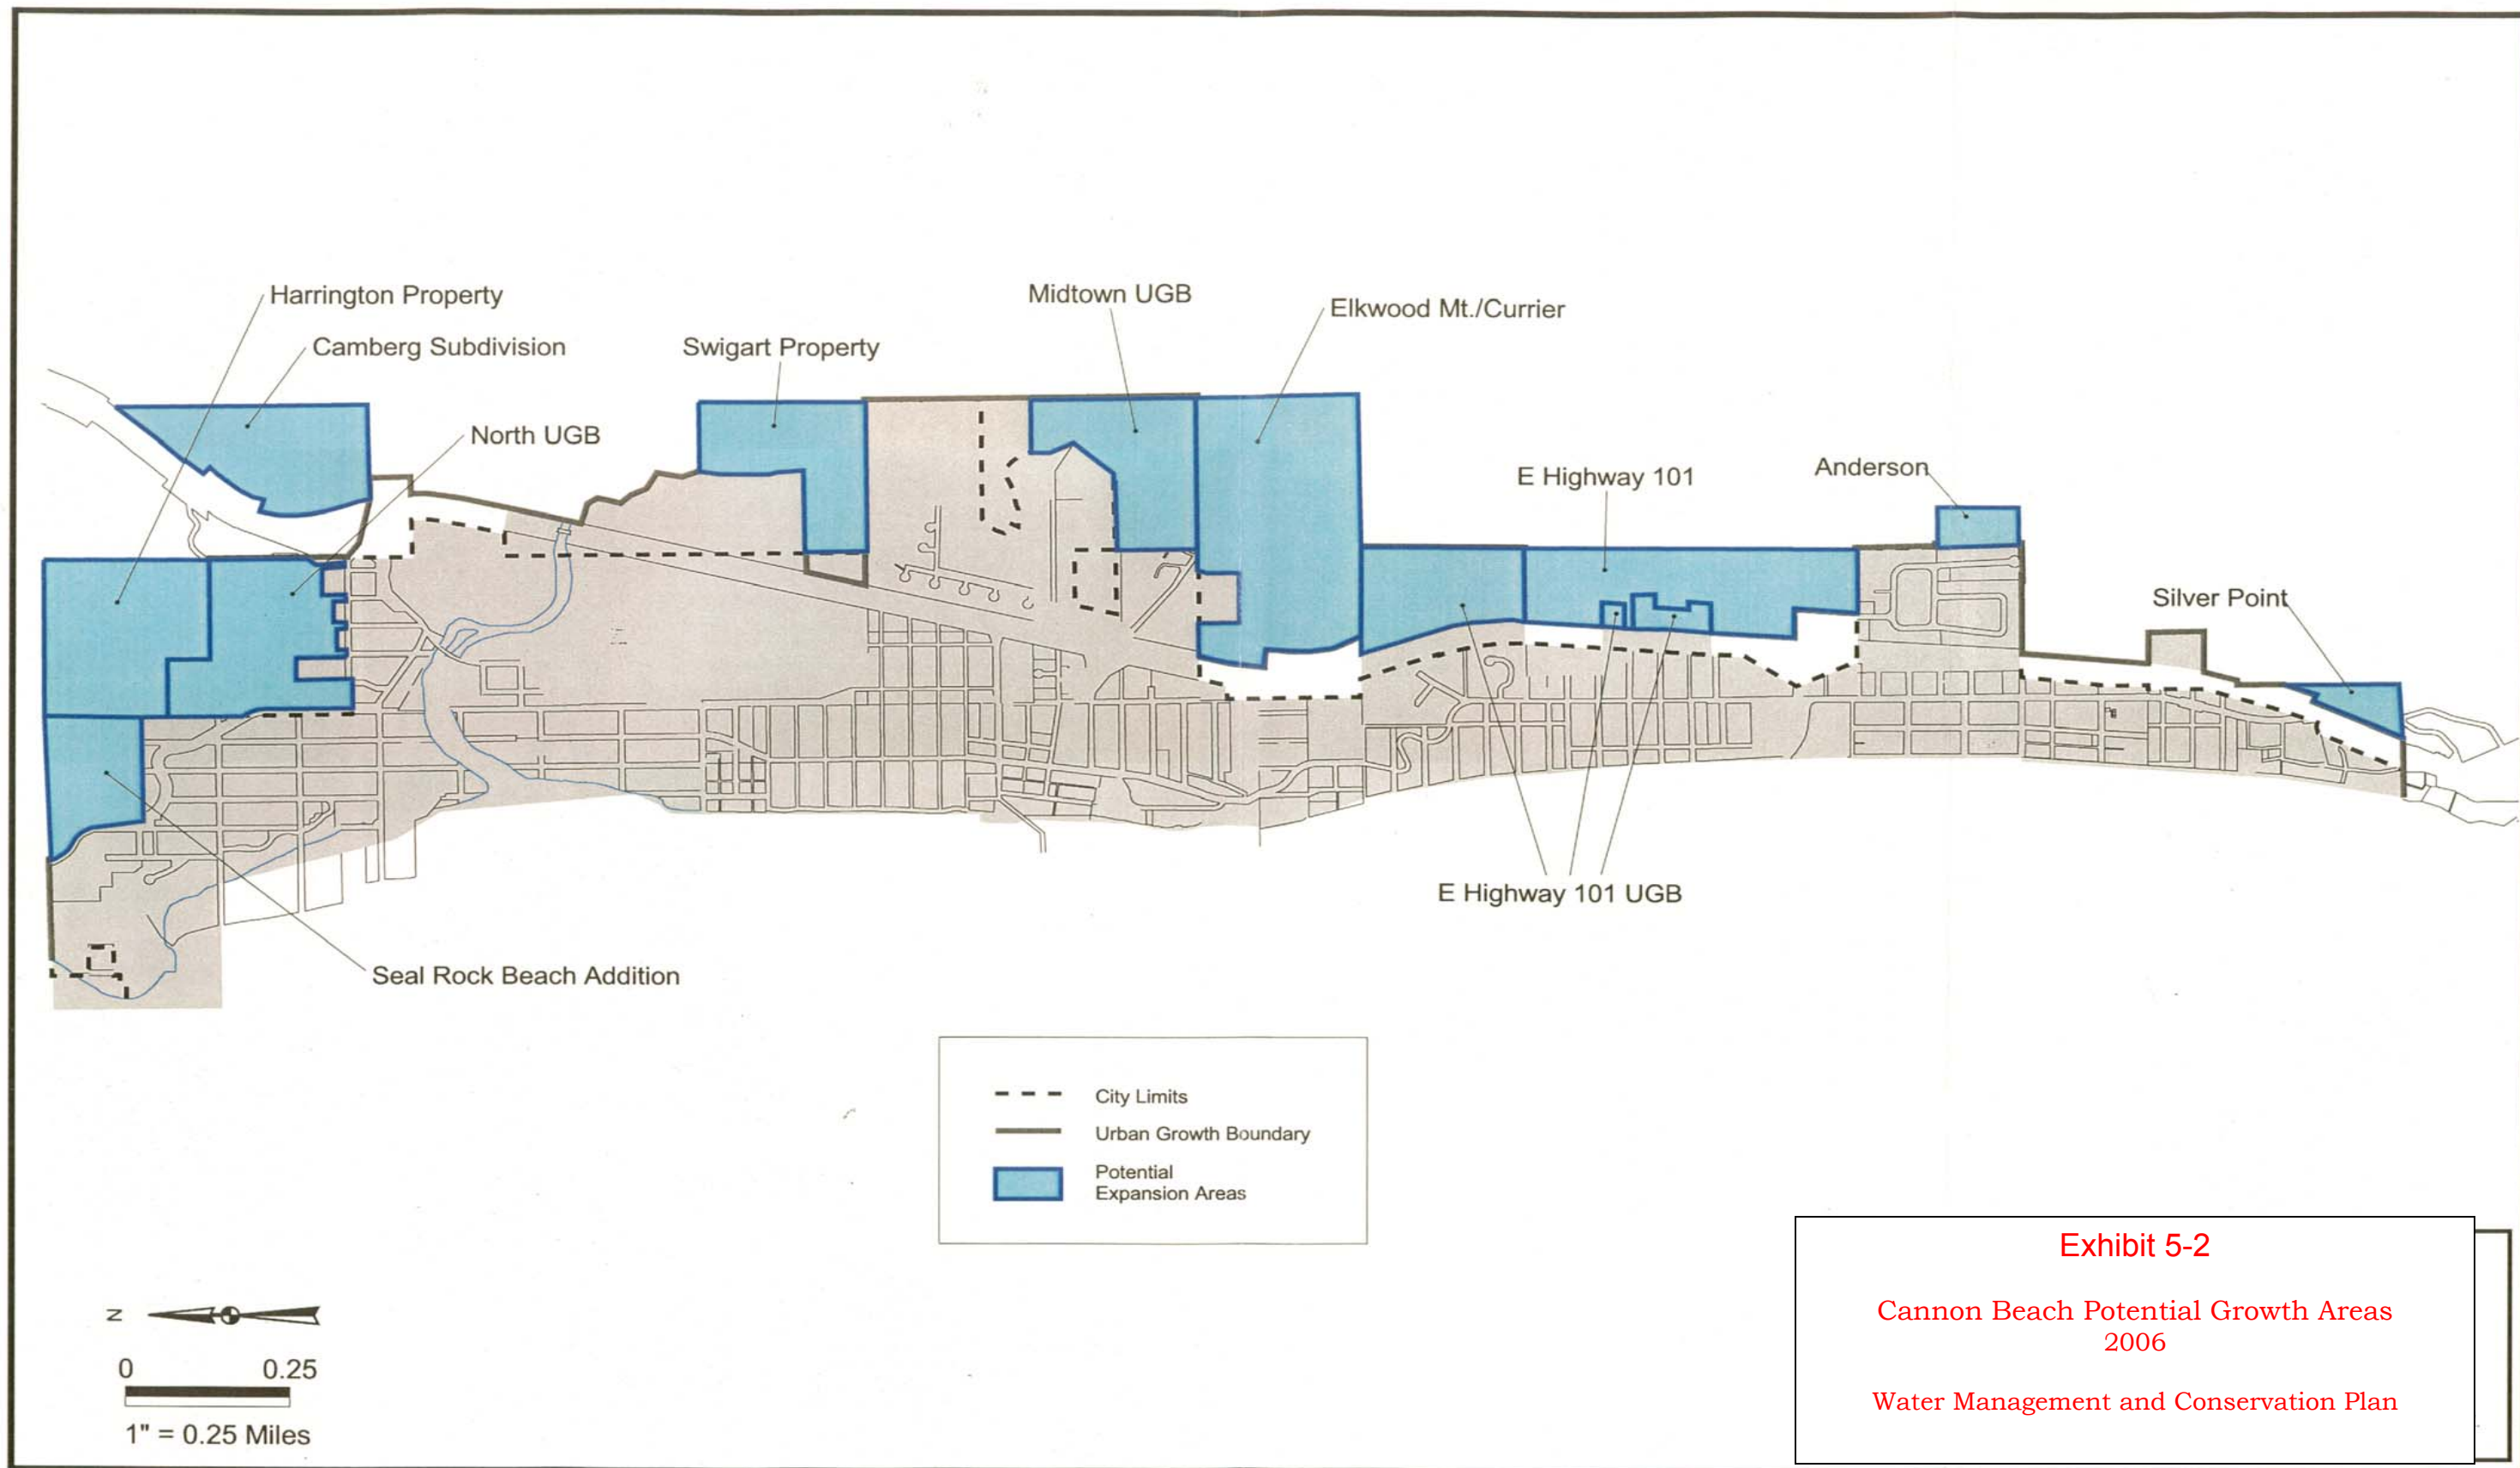 Harrington Property
Camberg Subdivision
North UGB
Swigart Property
Midtown UGB
Elkwood Mt./Currier
E Highway 101
Anderson
Silver Point
E Highway 101 UGB
Seal Rock Beach Addition
City Limits
Urban Growth Boundary
Potential
Expansion Areas
N
0 0.25
1" = 0.25 Miles
Exhibit 5-2
Cannon Beach Potential Growth Areas
2006
Water Management and Conservation Plan